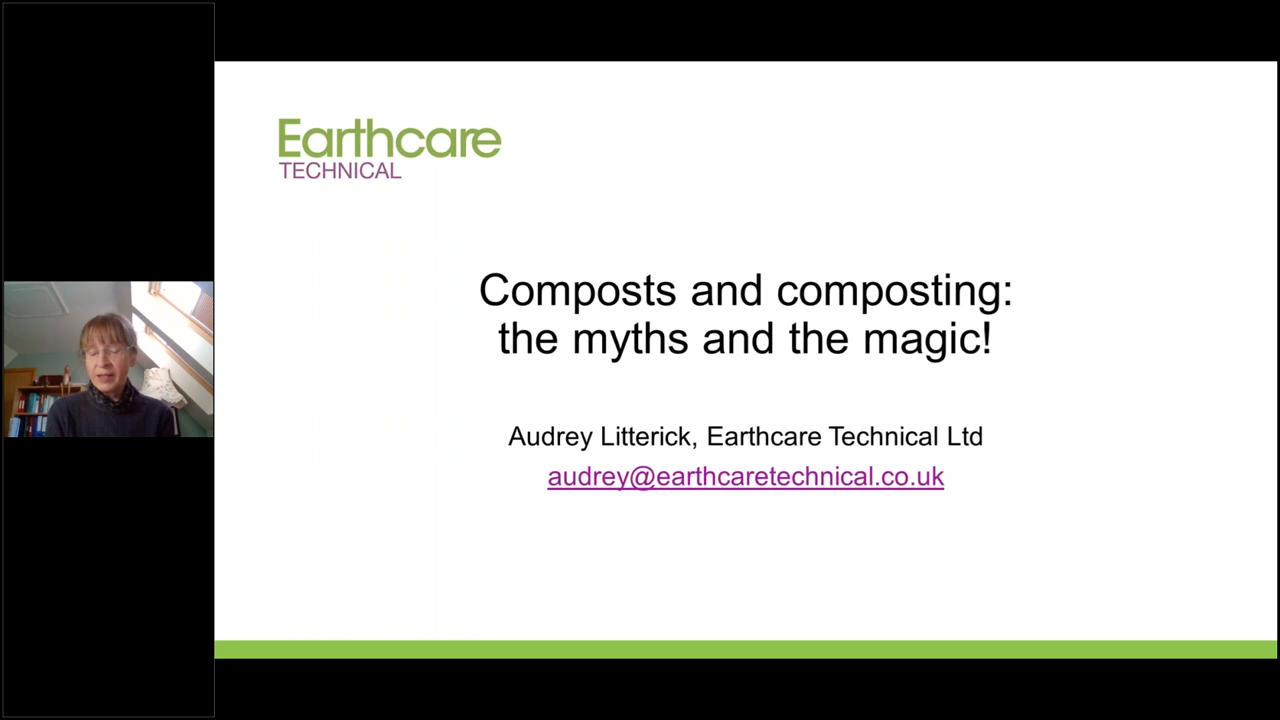 Earthcare
TECHNICAL
Composts and composting:
the myths and the magic!
Audrey Litterick, Earthcare Technical Ltd
audrey@earthcaretechnical.co.uk